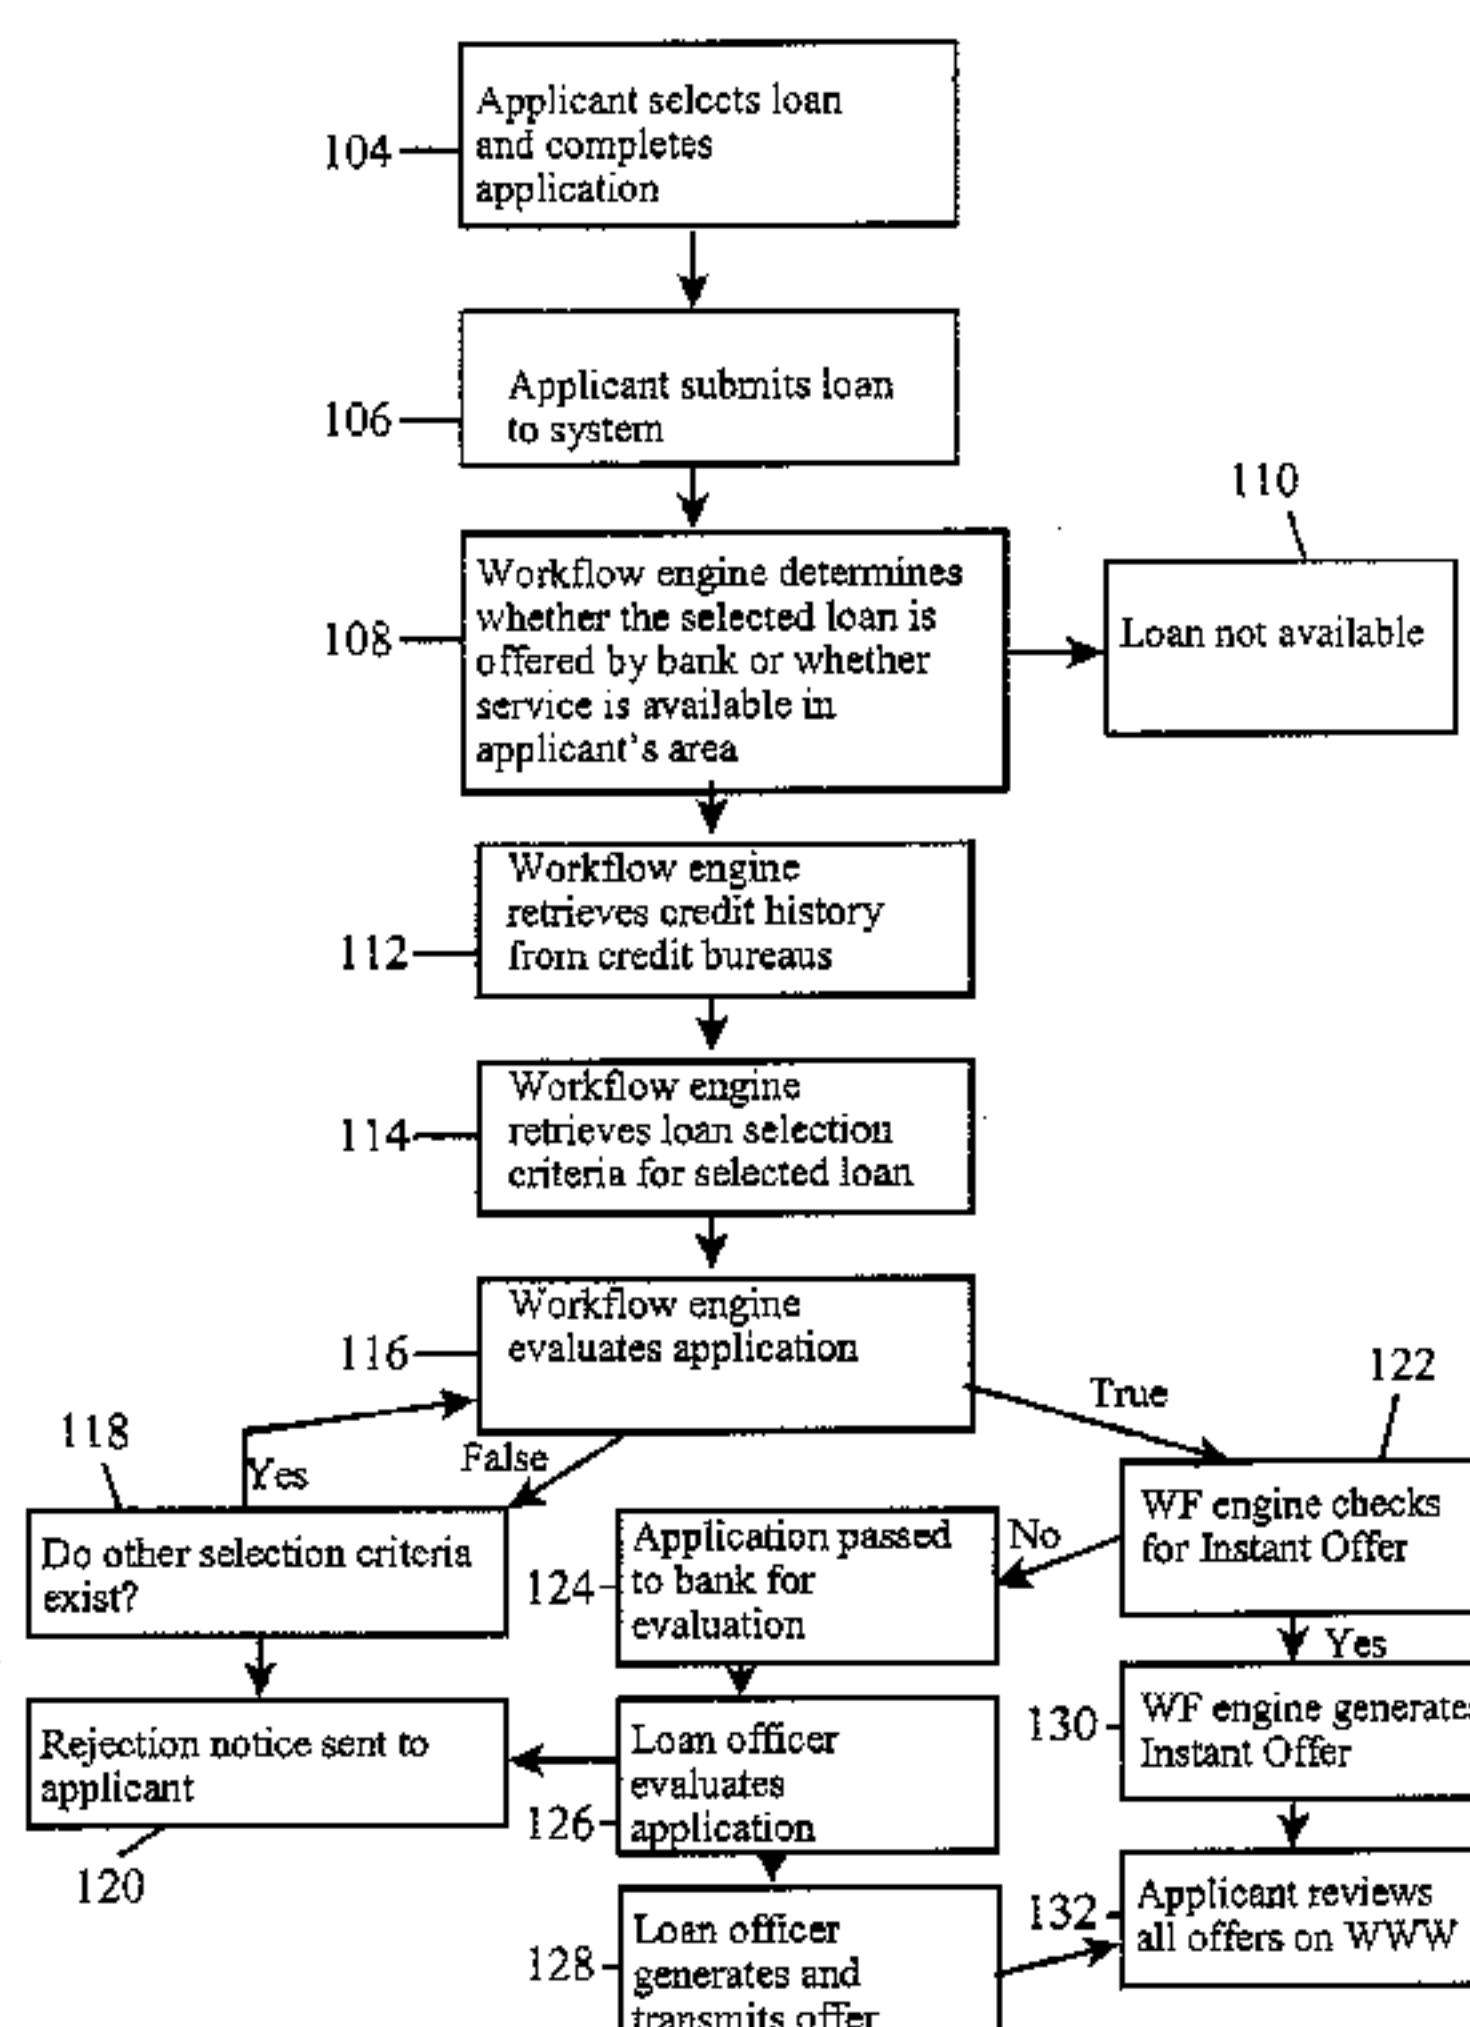 Applicant selects loan
and completes
application
104
Applicant submits loan
to system
106
110
Workflow engine determines
whether the selected loan is
offered by bank or whether
service is available in
applicant's area
108
Loan not available
Workflow engine
retrieves credit history
from credit bureaus
112
Workflow engine
retrieves loan selection
criteria for selected loan
114
Workflow engine
evaluates application
116
True
122
118
Yes
False
Do other selection criteria
exist?
Application passed
to bank for
evaluation
124
No
WF engine checks
for Instant Offer
Yes
Rejection notice sent to
applicant
120
Loan officer
evaluates
application
126
WF engine generates
Instant Offer
130
Loan officer
generates and
transmits offer
128
Applicant reviews
all offers on WWW
132